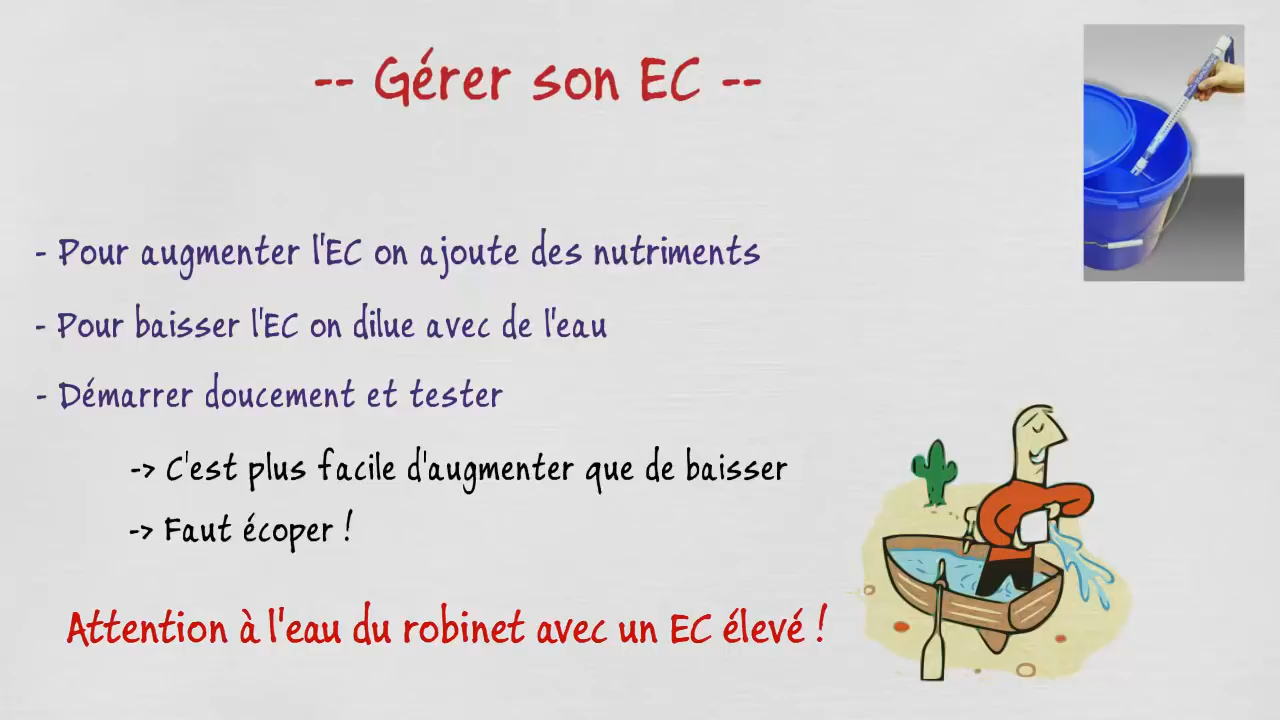 -- Gérer son EC --
- Pour augmenter l'EC on ajoute des nutriments
- Pour baisser l'EC on dilue avec de l'eau
- Démarrer doucement et tester
-> C'est plus facile d'augmenter que de baisser
-> Faut écoper !
Attention à l'eau du robinet avec un EC élevé !